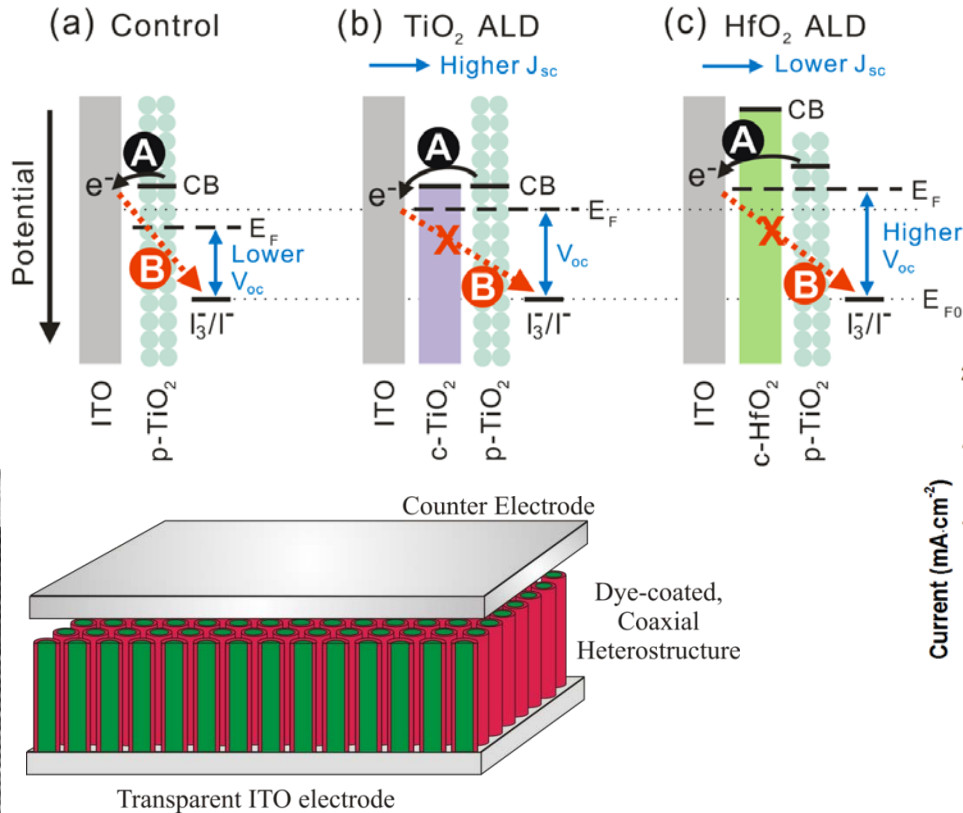 (a) Control
(b) TiO₂ ALD
(c) HfO₂ ALD
Higher Jsc
Lower Jsc
Potential
A
e⁻
CB
EF
Lower
Voc
B
I₃⁻/I⁻
ITO
p-TiO₂
A
e⁻
CB
EF
X
Voc
B
I₃⁻/I⁻
ITO
c-TiO₂
p-TiO₂
CB
A
e⁻
EF
X
Higher
Voc
B
I₃⁻/I⁻
EF0
ITO
c-HfO₂
p-TiO₂
Counter Electrode
Dye-coated,
Coaxial
Heterostructure
Transparent ITO electrode
Current (mA·cm⁻²)